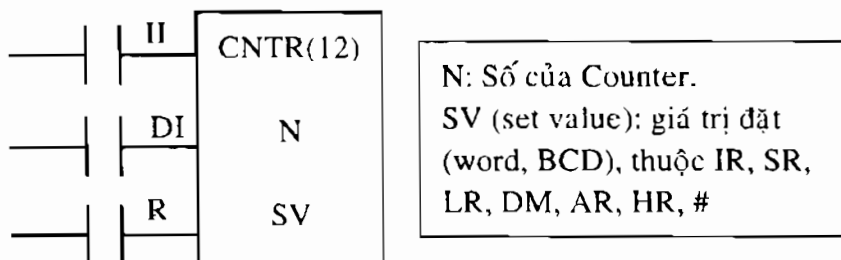 II
CNTR(12)
DI
N
R
SV
N: Số của Counter.
SV (set value): giá trị đặt
(word, BCD), thuộc IR, SR,
LR, DM, AR, HR, #